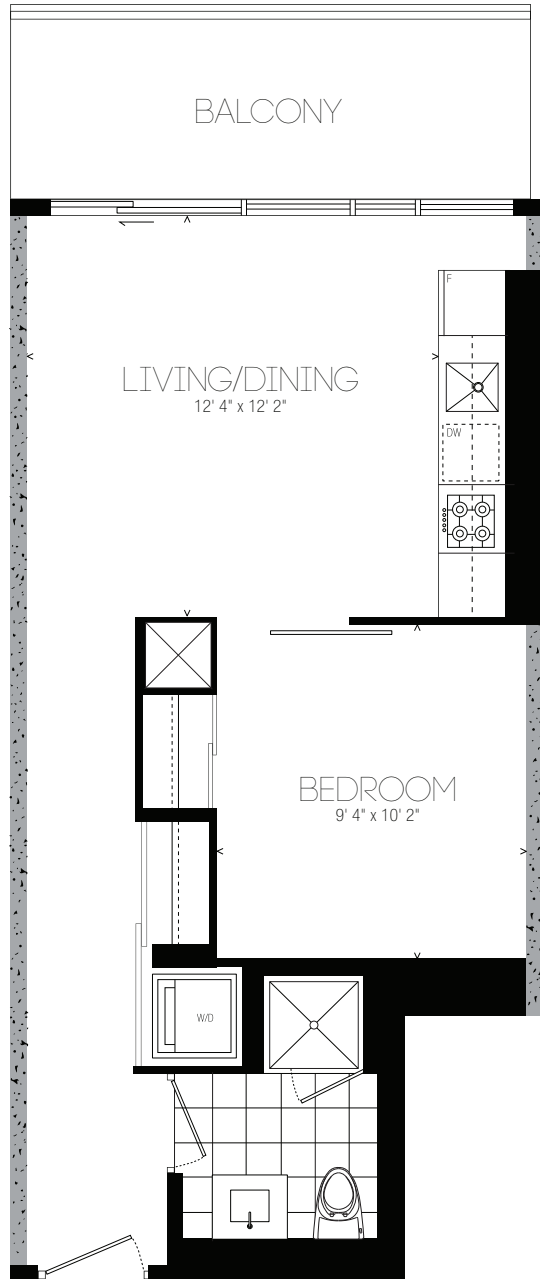 BALCONY
F
LIVING/DINING
12' 4" x 12' 2"
DW
BEDROOM
9' 4" x 10' 2"
W/D